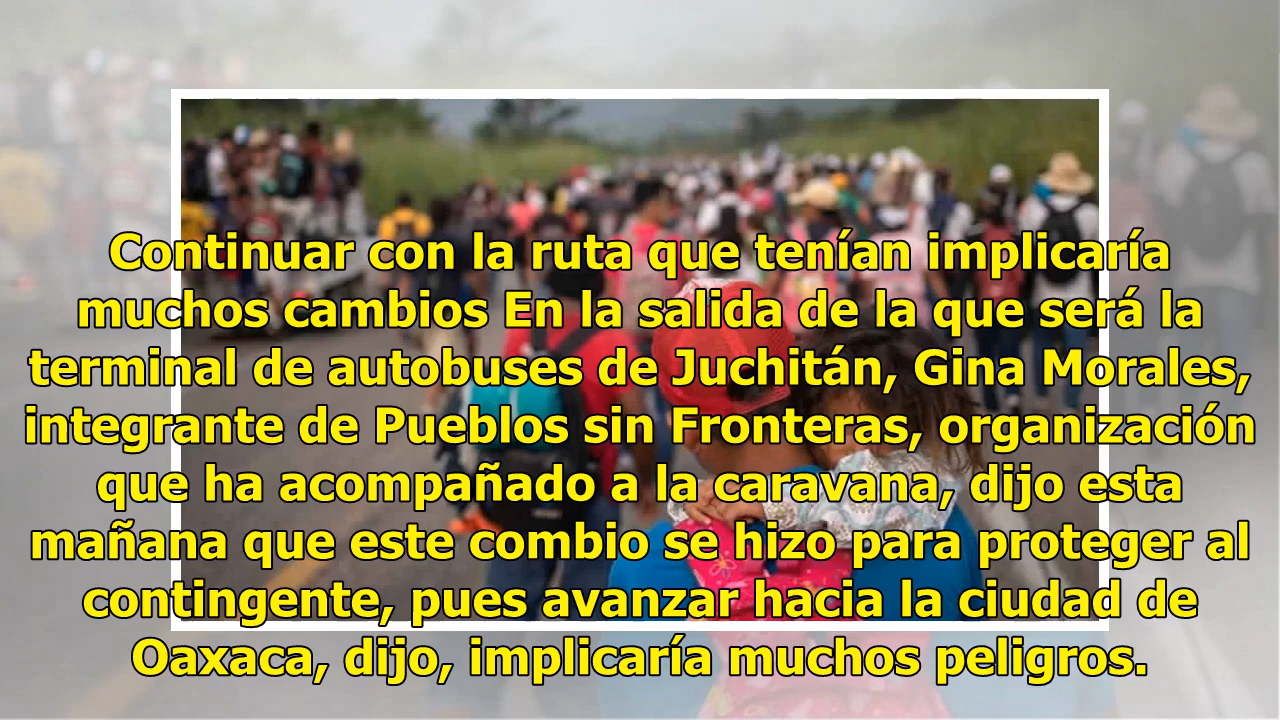 Continuar con la ruta que tenían implicaría
muchos cambios En la salida de la que será la
terminal de autobuses de Juchitán, Gina Morales,
integrante de Pueblos sin Fronteras, organización
que ha acompañado a la caravana, dijo esta
mañana que este combio se hizo para proteger al
contingente, pues avanzar hacia la ciudad de
Oaxaca, dijo, implicaría muchos peligros.